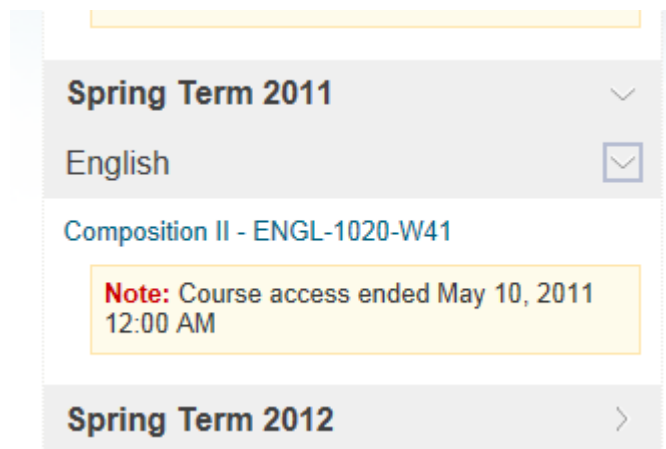 Spring Term 2011
English
Composition II - ENGL-1020-W41
Note: Course access ended May 10, 2011
12:00 AM
Spring Term 2012